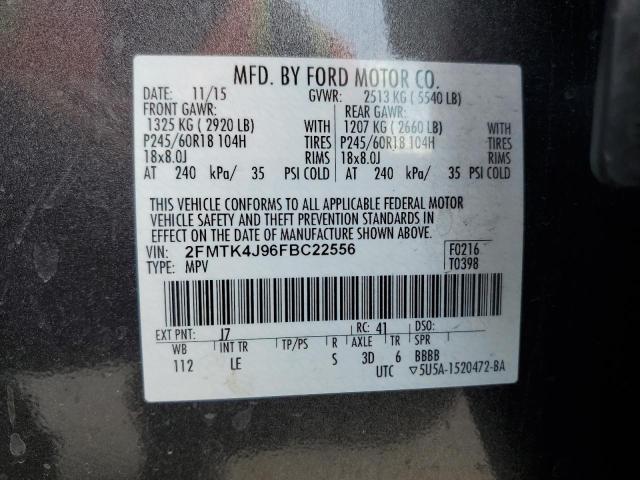 MFD. BY FORD MOTOR CO.
DATE: 11/15 GVWR: 2513 KG ( 5540 LB)
FRONT GAWR: REAR GAWR:
1325 KG ( 2920 LB) WITH 1207 KG ( 2660 LB) WITH
P245/60R18 104H TIRES P245/60R18 104H TIRES
18x8.0J RIMS 18x8.0J RIMS
AT 240 kPa/ 35 PSI COLD AT 240 kPa/ 35 PSI COLD
THIS VEHICLE CONFORMS TO ALL APPLICABLE FEDERAL MOTOR
VEHICLE SAFETY AND THEFT PREVENTION STANDARDS IN
EFFECT ON THE DATE OF MANUFACTURE SHOWN ABOVE.
VIN: 2FMTK4J96FBC22556 F0216
TYPE: MPV T0398
EXT PNT: J7 RC: 41 DSO:
WB INT TR TP/PS R AXLE TR SPR
112 LE S 3D 6 BBBB
UTC ▽5U5A-1520472-BA